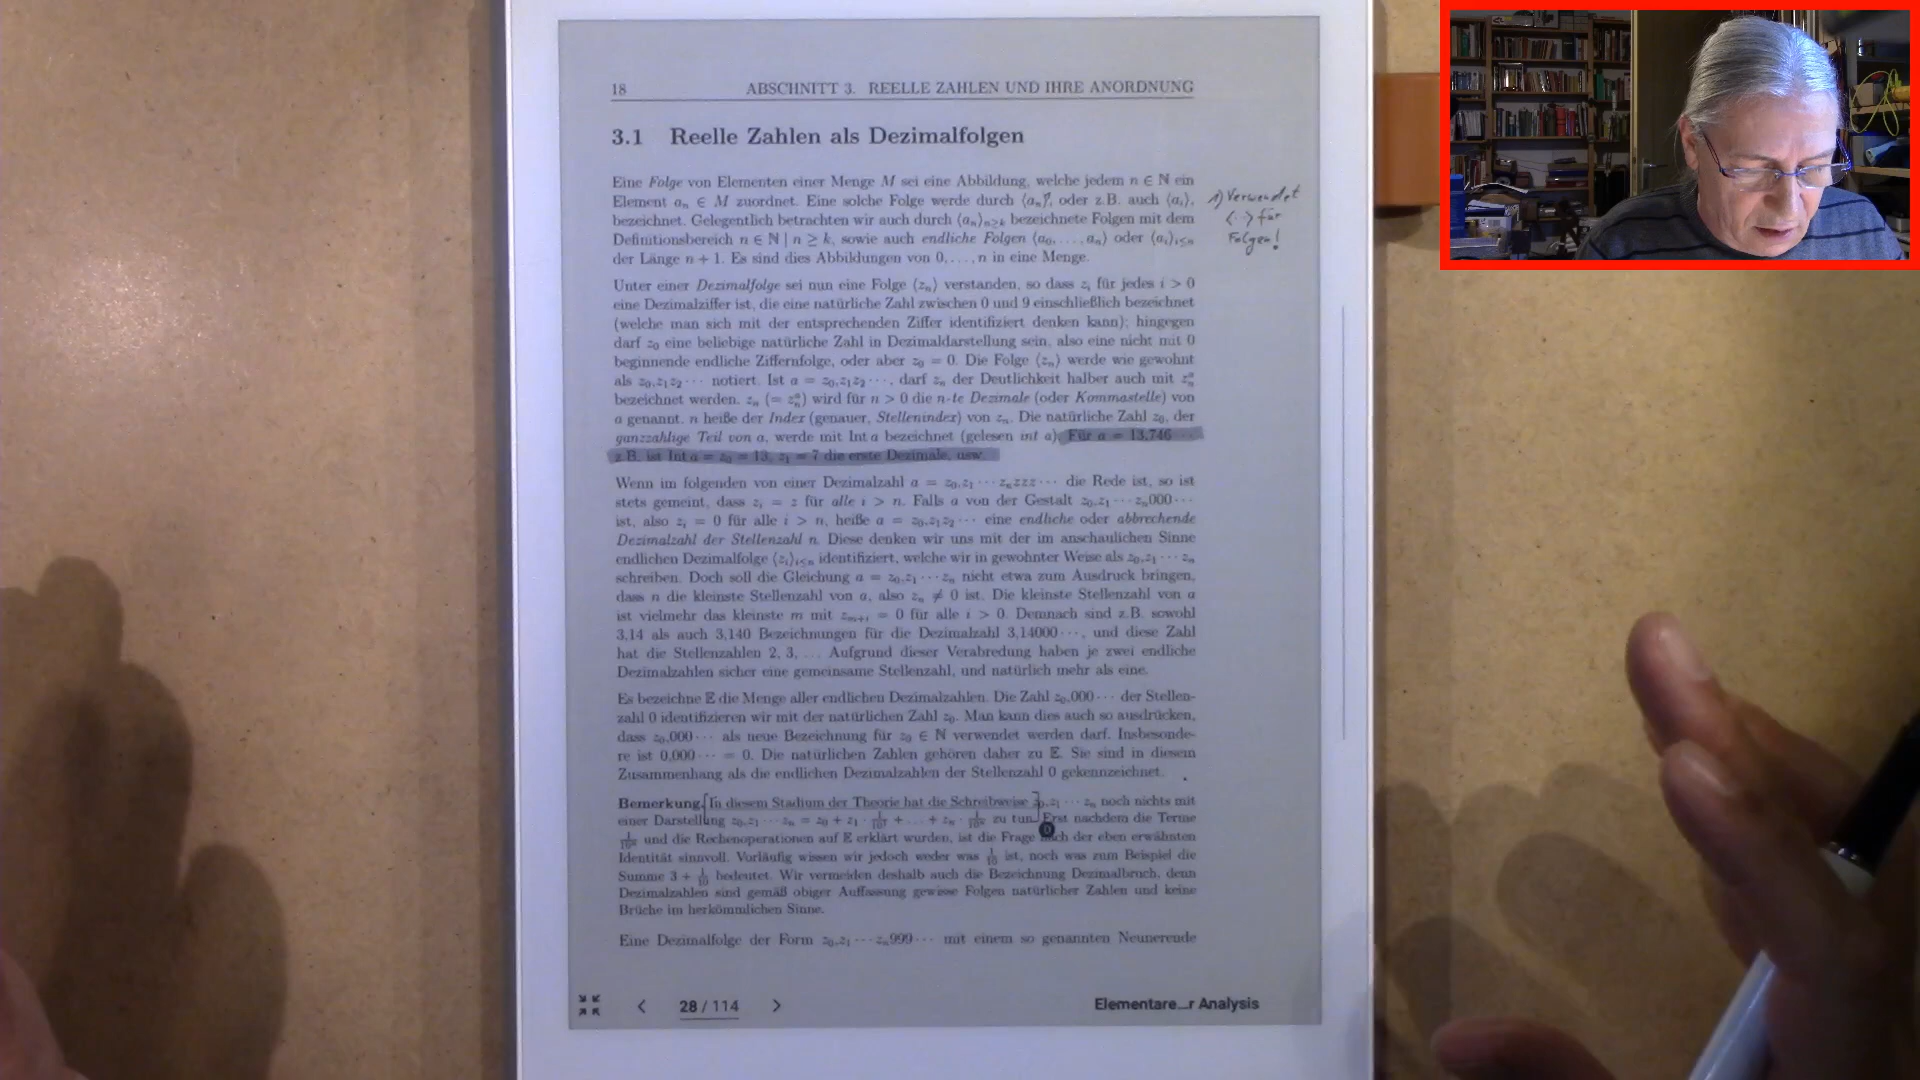 18 ABSCHNITT 3. REELLE ZAHLEN UND IHRE ANORDNUNG
3.1 Reelle Zahlen als Dezimalfolgen
Eine Folge von Elementen einer Menge M sei eine Abbildung, welche jedem n ∈ ℕ ein
Element aₙ ∈ M zuordnet. Eine solche Folge werde durch ⟨aₙ⟩¹⁾, oder z.B. auch ⟨aᵢ⟩,
bezeichnet. Gelegentlich betrachten wir auch durch ⟨aₙ⟩ₙ≥ₖ bezeichnete Folgen mit dem
Definitionsbereich n ∈ ℕ | n ≥ k, sowie auch endliche Folgen ⟨a₀, …, aₙ⟩ oder ⟨aᵢ⟩ᵢ≤ₙ
der Länge n + 1. Es sind dies Abbildungen von 0, …, n in eine Menge.
1) Verwendet
⟨··⟩ für
Folgen!
Unter einer Dezimalfolge sei nun eine Folge ⟨zₙ⟩ verstanden, so dass zᵢ für jedes i > 0
eine Dezimalziffer ist, die eine natürliche Zahl zwischen 0 und 9 einschließlich bezeichnet
(welche man sich mit der entsprechenden Ziffer identifiziert denken kann); hingegen
darf z₀ eine beliebige natürliche Zahl in Dezimaldarstellung sein, also eine nicht mit 0
beginnende endliche Ziffernfolge, oder aber z₀ = 0. Die Folge ⟨zₙ⟩ werde wie gewohnt
als z₀,z₁z₂ ··· notiert. Ist a = z₀,z₁z₂ ···, darf zₙ der Deutlichkeit halber auch mit zₙᵃ
bezeichnet werden. zₙ (= zₙᵃ) wird für n > 0 die n-te Dezimale (oder Kommastelle) von
a genannt. n heiße der Index (genauer, Stellenindex) von zₙ. Die natürliche Zahl z₀, der
ganzzahlige Teil von a, werde mit Int a bezeichnet (gelesen int a). Für a = 13,746 ···
z.B. ist Int a = z₀ = 13, z₁ = 7 die erste Dezimale, usw.
Wenn im folgenden von einer Dezimalzahl a = z₀,z₁ ··· zₙzzz ··· die Rede ist, so ist
stets gemeint, dass zᵢ = z für alle i > n. Falls a von der Gestalt z₀,z₁ ··· zₙ000 ···
ist, also zᵢ = 0 für alle i > n, heiße a = z₀,z₁z₂ ··· eine endliche oder abbrechende
Dezimalzahl der Stellenzahl n. Diese denken wir uns mit der im anschaulichen Sinne
endlichen Dezimalfolge ⟨zᵢ⟩ᵢ≤ₙ identifiziert, welche wir in gewohnter Weise als z₀,z₁ ··· zₙ
schreiben. Doch soll die Gleichung a = z₀,z₁ ··· zₙ nicht etwa zum Ausdruck bringen,
dass n die kleinste Stellenzahl von a, also zₙ ≠ 0 ist. Die kleinste Stellenzahl von a
ist vielmehr das kleinste m mit zₘ₊ᵢ = 0 für alle i > 0. Demnach sind z.B. sowohl
3,14 als auch 3,140 Bezeichnungen für die Dezimalzahl 3,14000 ···, und diese Zahl
hat die Stellenzahlen 2, 3, … Aufgrund dieser Verabredung haben je zwei endliche
Dezimalzahlen sicher eine gemeinsame Stellenzahl, und natürlich mehr als eine.
Es bezeichne 𝔼 die Menge aller endlichen Dezimalzahlen. Die Zahl z₀,000 ··· der Stellen-
zahl 0 identifizieren wir mit der natürlichen Zahl z₀. Man kann dies auch so ausdrücken,
dass z₀,000 ··· als neue Bezeichnung für z₀ ∈ ℕ verwendet werden darf. Insbesonde-
re ist 0,000 ··· = 0. Die natürlichen Zahlen gehören daher zu 𝔼. Sie sind in diesem
Zusammenhang als die endlichen Dezimalzahlen der Stellenzahl 0 gekennzeichnet.
Bemerkung. [In diesem Stadium der Theorie hat die Schreibweise z₀,z₁ ··· zₙ noch nichts mit
einer Darstellung z₀,z₁ ··· zₙ = z₀ + z₁ · 1/10¹ + … + zₙ · 1/10ⁿ zu tun.] Erst nachdem die Terme
1/10ⁿ und die Rechenoperationen auf 𝔼 erklärt wurden, ist die Frage nach der eben erwähnten
Identität sinnvoll. Vorläufig wissen wir jedoch weder was 1/10 ist, noch was zum Beispiel die
Summe 3 + 1/10 bedeutet. Wir vermeiden deshalb auch die Bezeichnung Dezimalbruch, denn
Dezimalzahlen sind gemäß obiger Auffassung gewisse Folgen natürlicher Zahlen und keine
Brüche im herkömmlichen Sinne.
Eine Dezimalfolge der Form z₀,z₁ ··· zₙ999 ··· mit einem so genannten Neunerende
28 / 114
Elementare...r Analysis